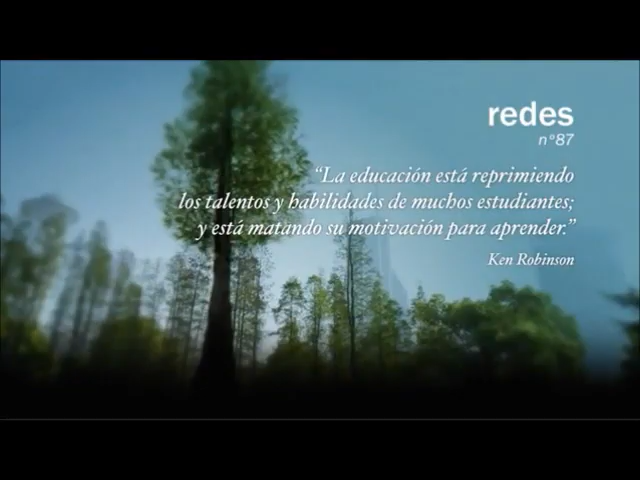 redes
nº87
“La educación está reprimiendo
los talentos y habilidades de muchos estudiantes;
y está matando su motivación para aprender.”
Ken Robinson